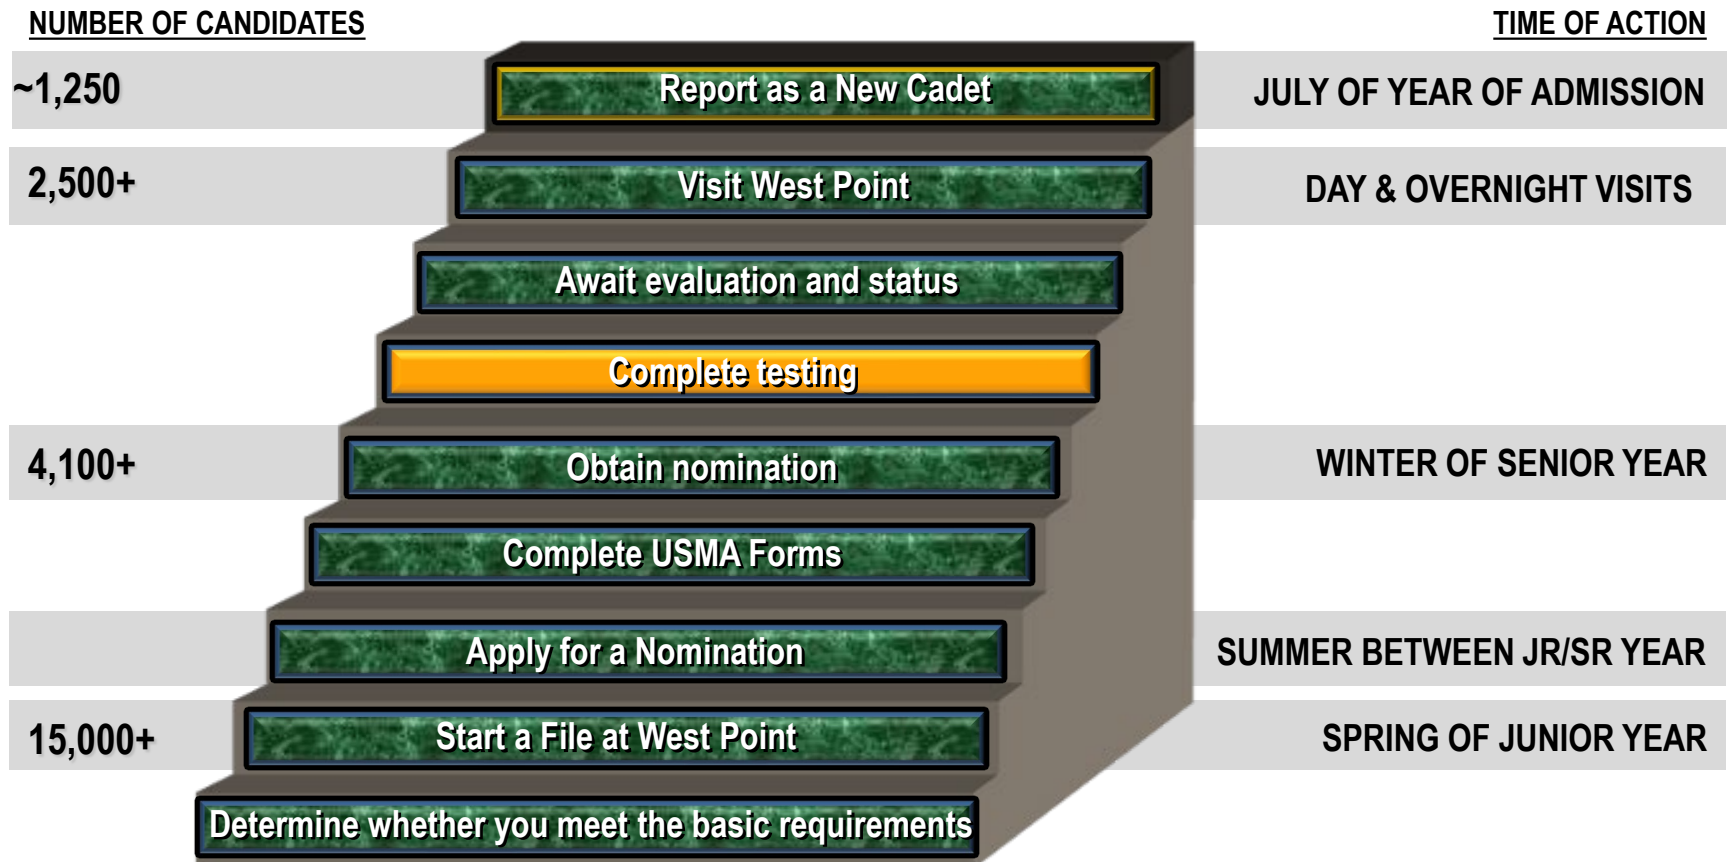 NUMBER OF CANDIDATES
TIME OF ACTION
~1,250
Report as a New Cadet
JULY OF YEAR OF ADMISSION
2,500+
Visit West Point
DAY & OVERNIGHT VISITS
Await evaluation and status
Complete testing
4,100+
Obtain nomination
WINTER OF SENIOR YEAR
Complete USMA Forms
Apply for a Nomination
SUMMER BETWEEN JR/SR YEAR
15,000+
Start a File at West Point
SPRING OF JUNIOR YEAR
Determine whether you meet the basic requirements